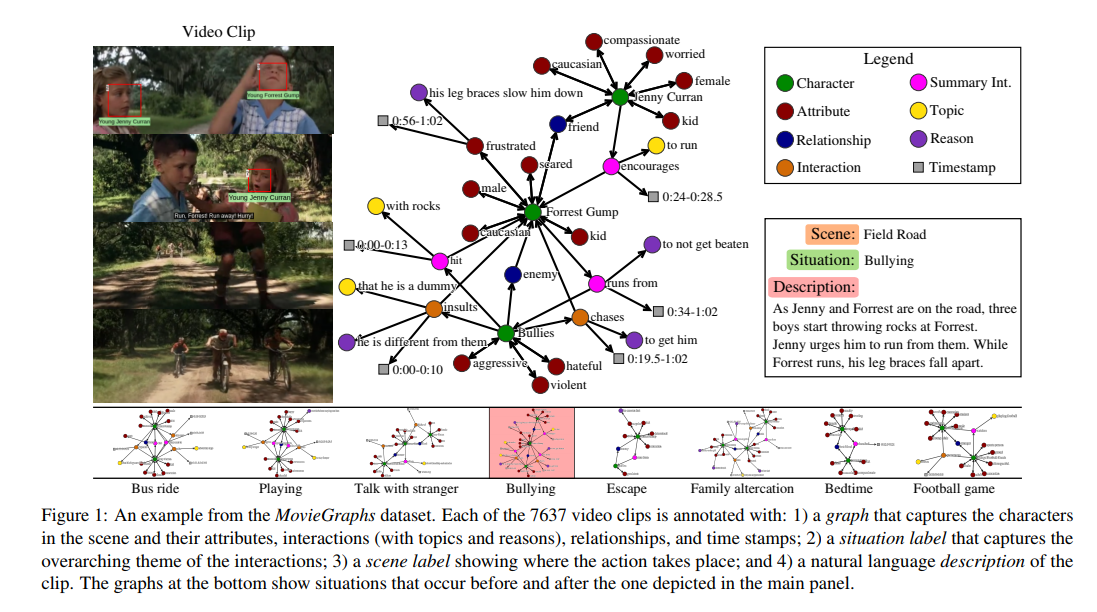 Video Clip
Young Forrest Gump
Young Jenny Curran
Young Jenny Curran
Run, Forrest! Run away! Hurry!
compassionate
worried
caucasian
female
Jenny Curran
his leg braces slow him down
kid
0:56-1:02
friend
to run
frustrated
scared
encourages
male
0:24-0:28.5
with rocks
Forrest Gump
caucasian
kid
0:00-0:13
to not get beaten
hit
enemy
runs from
that he is a dummy
insults
0:34-1:02
chases
Bullies
he is different from them
to get him
0:00-0:10
aggressive
hateful
0:19.5-1:02
violent
Legend
Character
Summary Int.
Attribute
Topic
Relationship
Reason
Interaction
Timestamp
Scene: Field Road
Situation: Bullying
Description:
As Jenny and Forrest are on the road, three
boys start throwing rocks at Forrest.
Jenny urges him to run from them. While
Forrest runs, his leg braces fall apart.
Bus ride
Playing
Talk with stranger
Bullying
Escape
Family altercation
Bedtime
Football game
Figure 1: An example from the MovieGraphs dataset. Each of the 7637 video clips is annotated with: 1) a graph that captures the characters
in the scene and their attributes, interactions (with topics and reasons), relationships, and time stamps; 2) a situation label that captures the
overarching theme of the interactions; 3) a scene label showing where the action takes place; and 4) a natural language description of the
clip. The graphs at the bottom show situations that occur before and after the one depicted in the main panel.